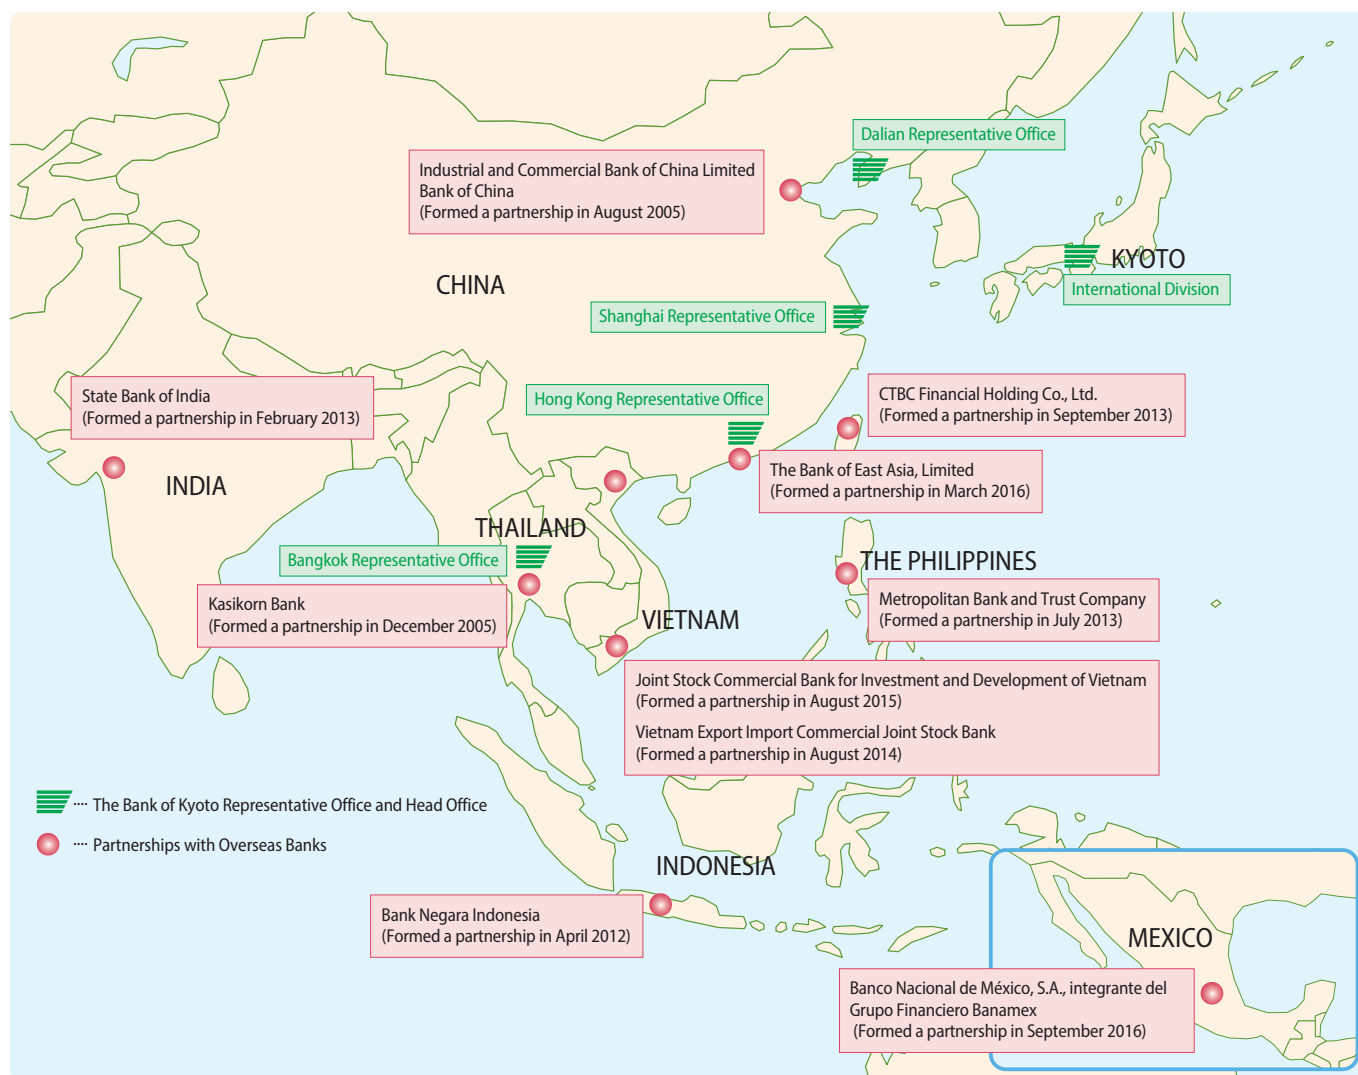 Dalian Representative Office
Industrial and Commercial Bank of China Limited
Bank of China
(Formed a partnership in August 2005)
KYOTO
International Division
CHINA
Shanghai Representative Office
State Bank of India
(Formed a partnership in February 2013)
Hong Kong Representative Office
CTBC Financial Holding Co., Ltd.
(Formed a partnership in September 2013)
The Bank of East Asia, Limited
(Formed a partnership in March 2016)
INDIA
THAILAND
Bangkok Representative Office
THE PHILIPPINES
Kasikorn Bank
(Formed a partnership in December 2005)
Metropolitan Bank and Trust Company
(Formed a partnership in July 2013)
VIETNAM
Joint Stock Commercial Bank for Investment and Development of Vietnam
(Formed a partnership in August 2015)
Vietnam Export Import Commercial Joint Stock Bank
(Formed a partnership in August 2014)
···· The Bank of Kyoto Representative Office and Head Office
···· Partnerships with Overseas Banks
INDONESIA
Bank Negara Indonesia
(Formed a partnership in April 2012)
MEXICO
Banco Nacional de México, S.A., integrante del
Grupo Financiero Banamex
(Formed a partnership in September 2016)